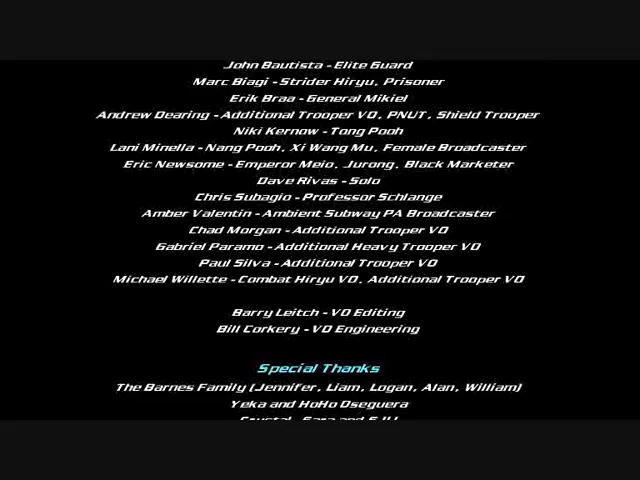 John Bautista - Elite Guard
Marc Biagi - Strider Hiryu, Prisoner
Erik Braa - General Mikiel
Andrew Dearing - Additional Trooper VO, PNUT, Shield Trooper
Niki Kernow - Tong Pooh
Lani Minella - Nang Pooh, Xi Wang Mu, Female Broadcaster
Eric Newsome - Emperor Meio, Jurong, Black Marketer
Dave Rivas - Solo
Chris Subagio - Professor Schlange
Amber Valentin - Ambient Subway PA Broadcaster
Chad Morgan - Additional Trooper VO
Gabriel Paramo - Additional Heavy Trooper VO
Paul Silva - Additional Trooper VO
Michael Willette - Combat Hiryu VO, Additional Trooper VO
Barry Leitch - VO Editing
Bill Corkery - VO Engineering
Special Thanks
The Barnes Family (Jennifer, Liam, Logan, Alan, William)
Yeka and HoHo Oseguera